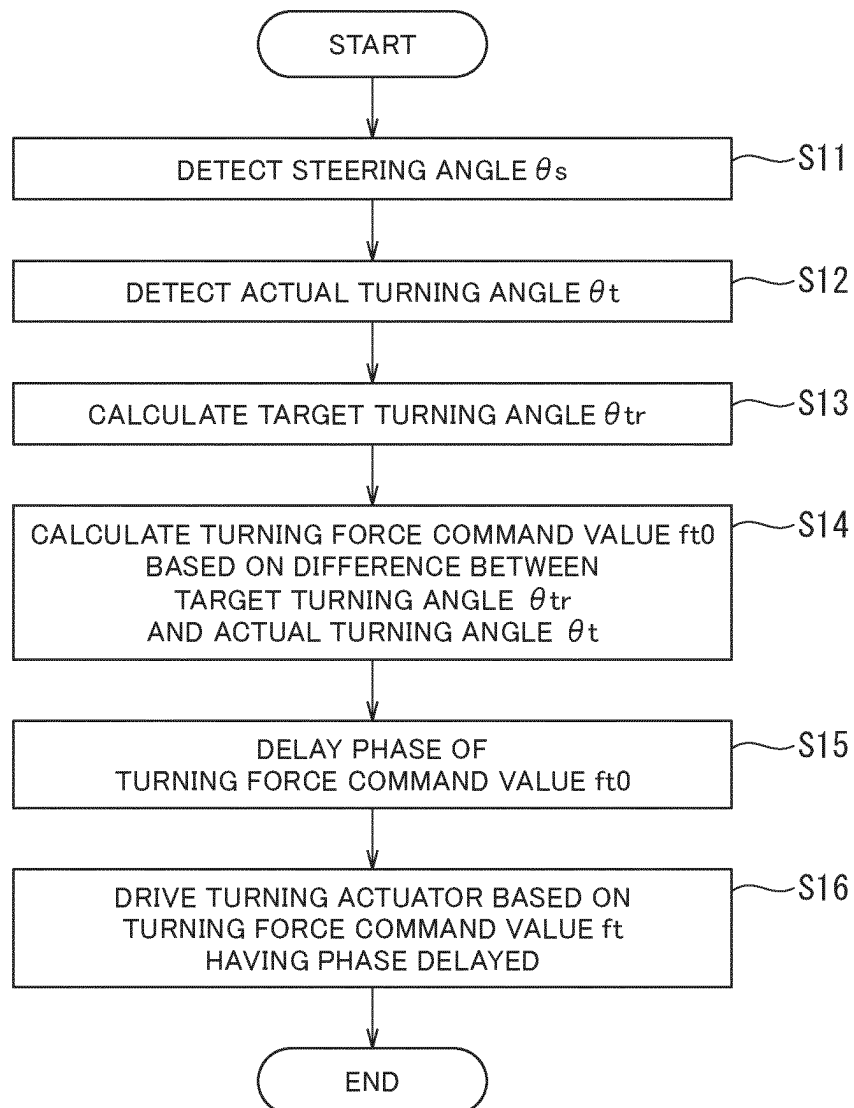 START
DETECT STEERING ANGLE θs
S11
DETECT ACTUAL TURNING ANGLE θt
S12
CALCULATE TARGET TURNING ANGLE θtr
S13
CALCULATE TURNING FORCE COMMAND VALUE ft0
BASED ON DIFFERENCE BETWEEN
TARGET TURNING ANGLE θtr
AND ACTUAL TURNING ANGLE θt
S14
DELAY PHASE OF
TURNING FORCE COMMAND VALUE ft0
S15
DRIVE TURNING ACTUATOR BASED ON
TURNING FORCE COMMAND VALUE ft
HAVING PHASE DELAYED
S16
END